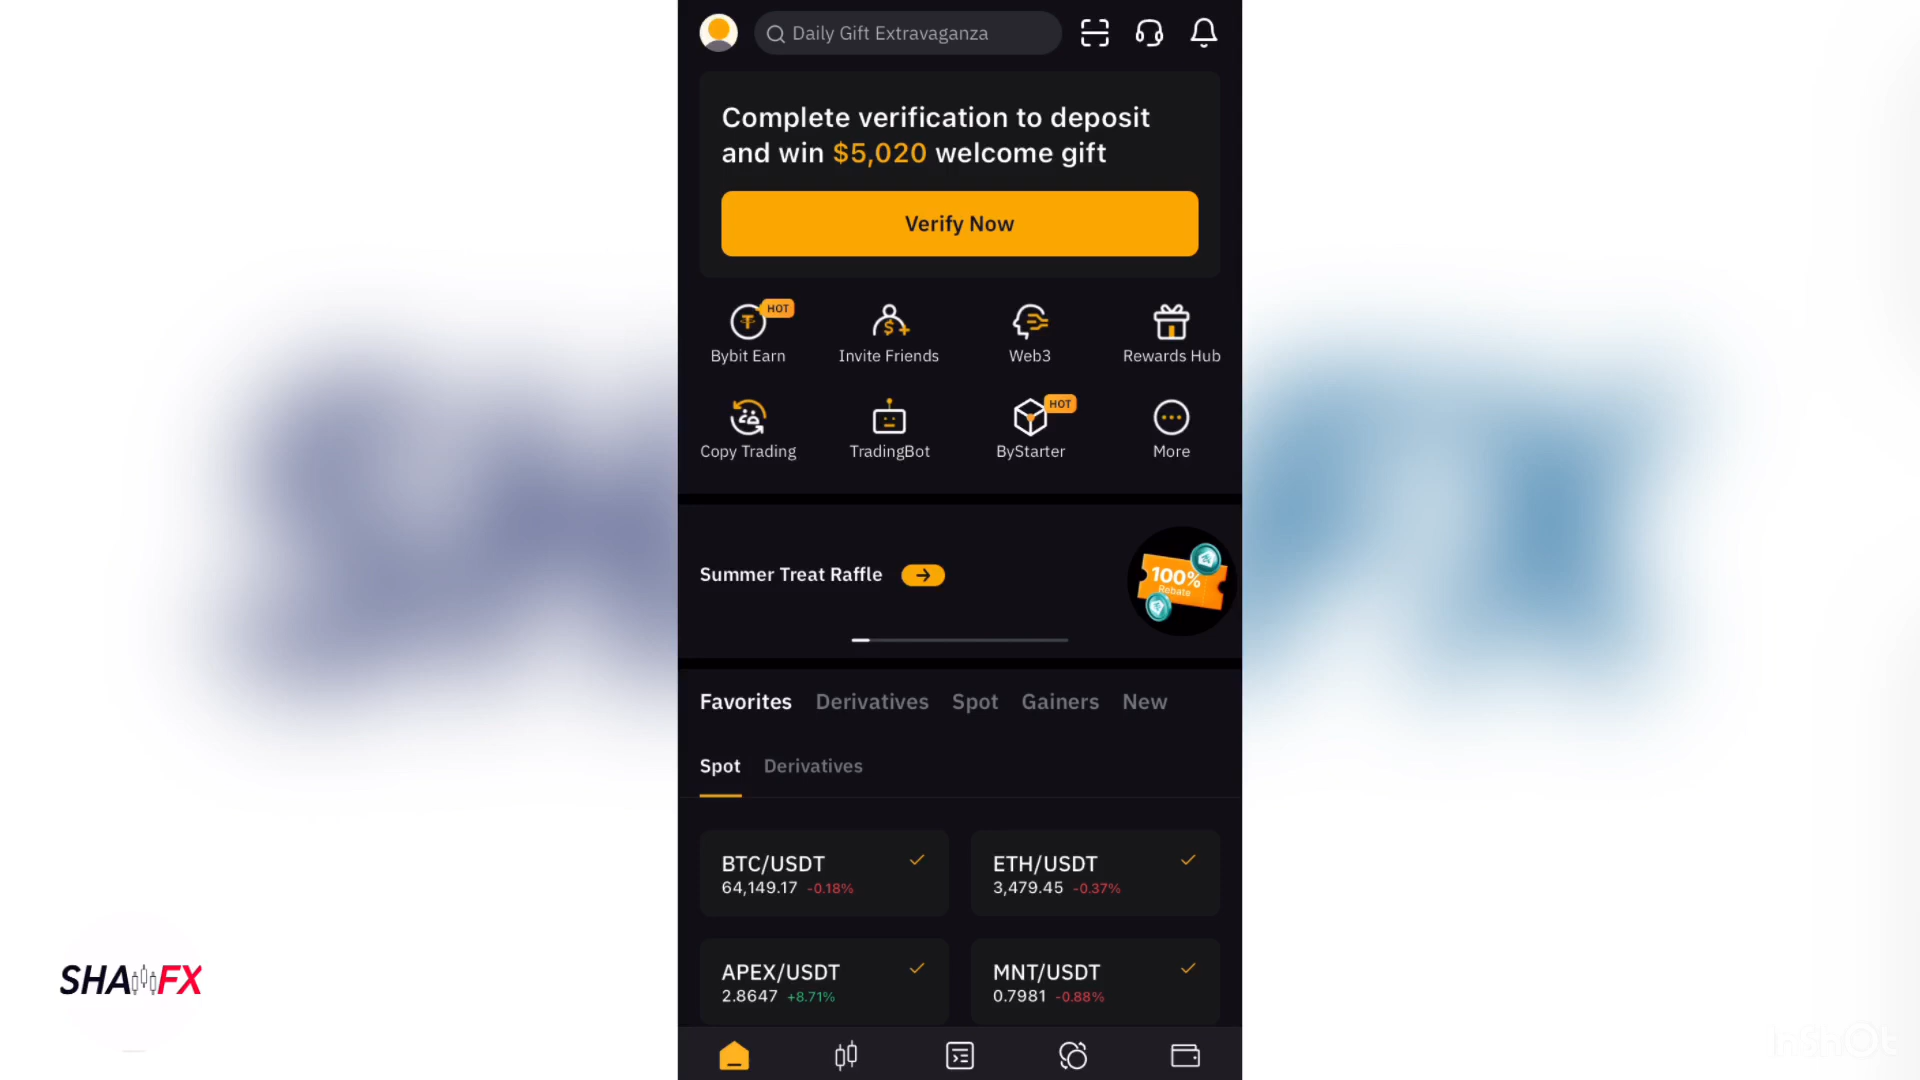 Daily Gift Extravaganza
Complete verification to deposit
and win $5,020 welcome gift
Verify Now
HOT
Bybit Earn
Invite Friends
Web3
Rewards Hub
HOT
Copy Trading
TradingBot
ByStarter
More
Summer Treat Raffle
100%
Rebate
Favorites Derivatives Spot Gainers New
Spot Derivatives
BTC/USDT
64,149.17 -0.18%
ETH/USDT
3,479.45 -0.37%
APEX/USDT
2.8647 +8.71%
MNT/USDT
0.7981 -0.88%
SHAFX
InShOt